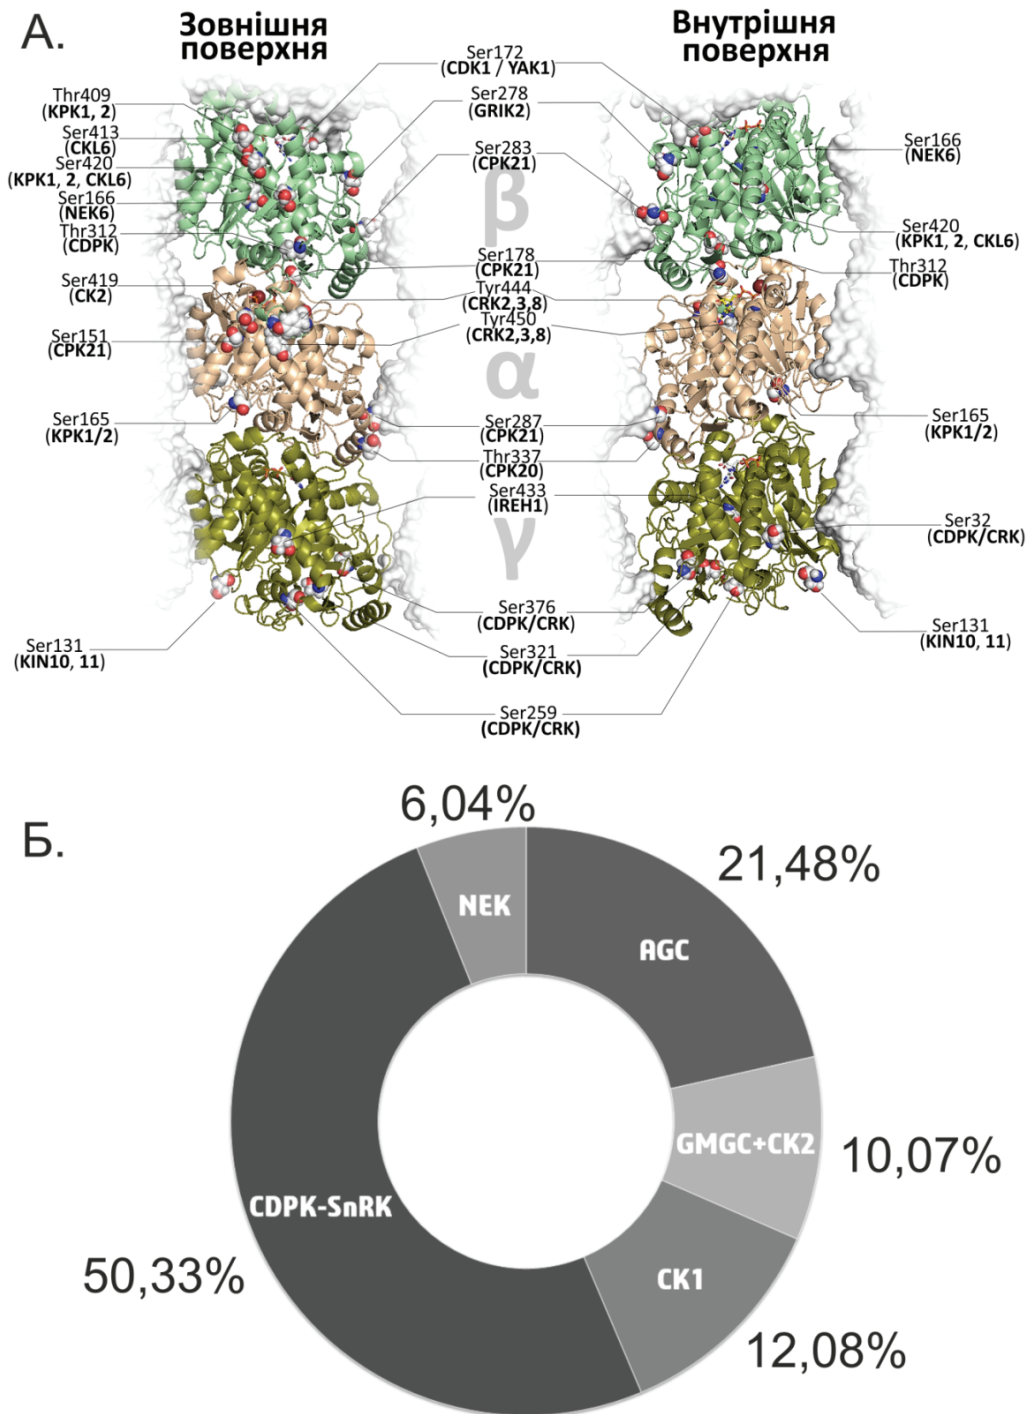 А.
Зовнішня
поверхня
Внутрішня
поверхня
Thr409
(KPK1, 2)
Ser413
(CKL6)
Ser420
(KPK1, 2, CKL6)
Ser166
(NEK6)
Thr312
(CDPK)
Ser419
(CK2)
Ser151
(CPK21)
Ser165
(KPK1/2)
Ser131
(KIN10, 11)
Ser172
(CDK1 / YAK1)
Ser278
(GRIK2)
Ser283
(CPK21)
β
Ser178
(CPK21)
Tyr444
(CRK2,3,8)
Tyr450
(CRK2,3,8)
α
Ser287
(CPK21)
Thr337
(CPK20)
Ser433
(IREH1)
γ
Ser376
(CDPK/CRK)
Ser321
(CDPK/CRK)
Ser259
(CDPK/CRK)
Ser166
(NEK6)
Ser420
(KPK1, 2, CKL6)
Thr312
(CDPK)
Ser165
(KPK1/2)
Ser32
(CDPK/CRK)
Ser131
(KIN10, 11)
Б.
6,04%
21,48%
NEK
AGC
GMGC+CK2
10,07%
CDPK-SnRK
50,33%
CK1
12,08%